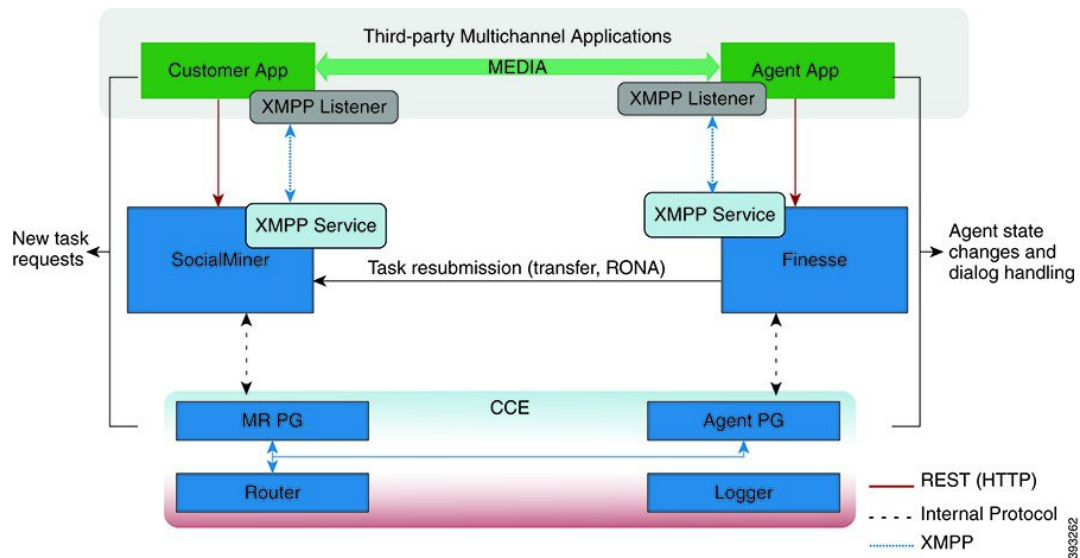 Third-party Multichannel Applications
Customer App
MEDIA
Agent App
XMPP Listener
XMPP Listener
XMPP Service
XMPP Service
New task
requests
SocialMiner
Task resubmission (transfer, RONA)
Finesse
Agent state
changes and
dialog handling
CCE
MR PG
Agent PG
Router
Logger
REST (HTTP)
Internal Protocol
XMPP
393262